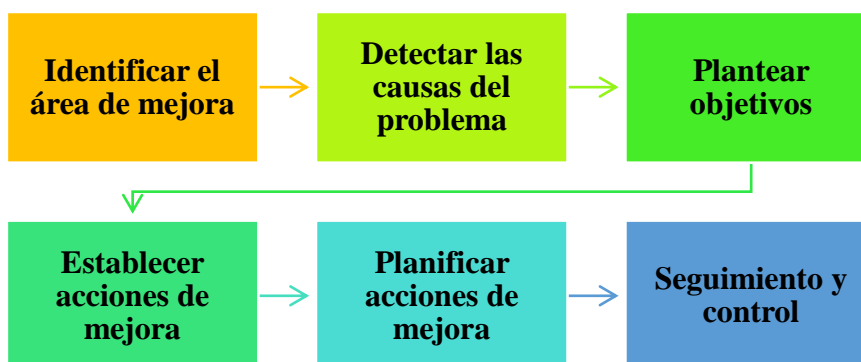 Identificar el
área de mejora
Detectar las
causas del
problema
Plantear
objetivos
Establecer
acciones de
mejora
Planificar
acciones de
mejora
Seguimiento y
control